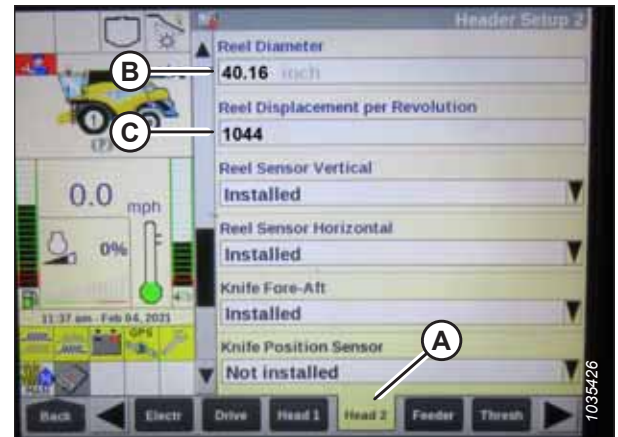 Header Setup 2
Reel Diameter
B
40.16 inch
Reel Displacement per Revolution
C
1044
Reel Sensor Vertical
Installed
0.0 mph
Reel Sensor Horizontal
0%
Installed
Knife Fore-Aft
Installed
11:37 am - Feb 04, 2021
GPS
Knife Position Sensor
A
Not installed
Back
Electr
Drive
Head 1
Head 2
Feeder
Thresh
1035426